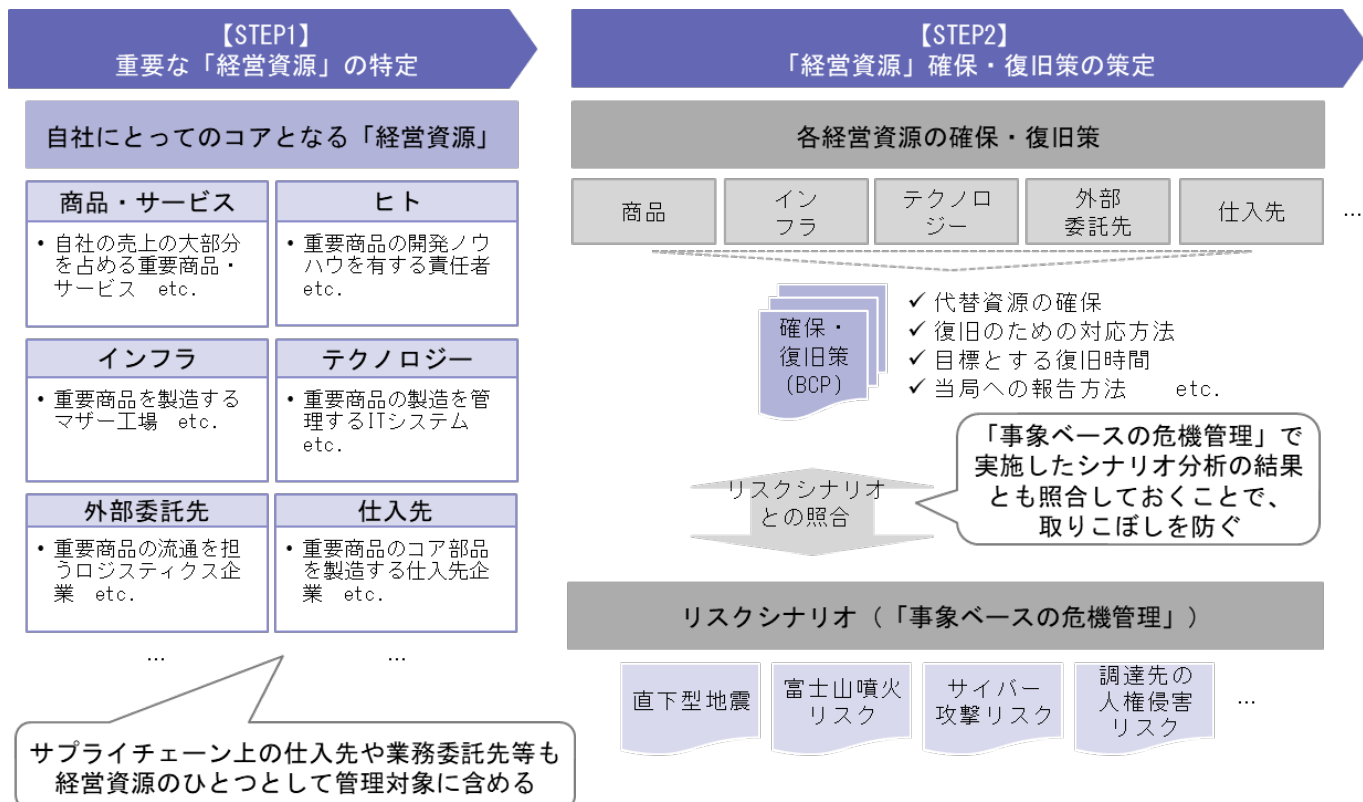 【STEP1】
重要な「経営資源」の特定
自社にとってのコアとなる「経営資源」
商品・サービス
• 自社の売上の大部分
を占める重要商品・
サービス　etc.
ヒト
• 重要商品の開発ノウ
ハウを有する責任者
etc.
インフラ
• 重要商品を製造する
マザー工場　etc.
テクノロジー
• 重要商品の製造を管
理するITシステム
etc.
外部委託先
• 重要商品の流通を担
うロジスティクス企
業　etc.
仕入先
• 重要商品のコア部品
を製造する仕入先企
業　etc.
…
…
サプライチェーン上の仕入先や業務委託先等も
経営資源のひとつとして管理対象に含める
【STEP2】
「経営資源」確保・復旧策の策定
各経営資源の確保・復旧策
商品
イン
フラ
テクノロ
ジー
外部
委託先
仕入先
…
確保・
復旧策
(BCP)
✓ 代替資源の確保
✓ 復旧のための対応方法
✓ 目標とする復旧時間
✓ 当局への報告方法　　etc.
「事象ベースの危機管理」で
実施したシナリオ分析の結果
とも照合しておくことで、
取りこぼしを防ぐ
リスクシナリオ
との照合
リスクシナリオ（「事象ベースの危機管理」）
直下型地震
富士山噴火
リスク
サイバー
攻撃リスク
調達先の
人権侵害
リスク
…